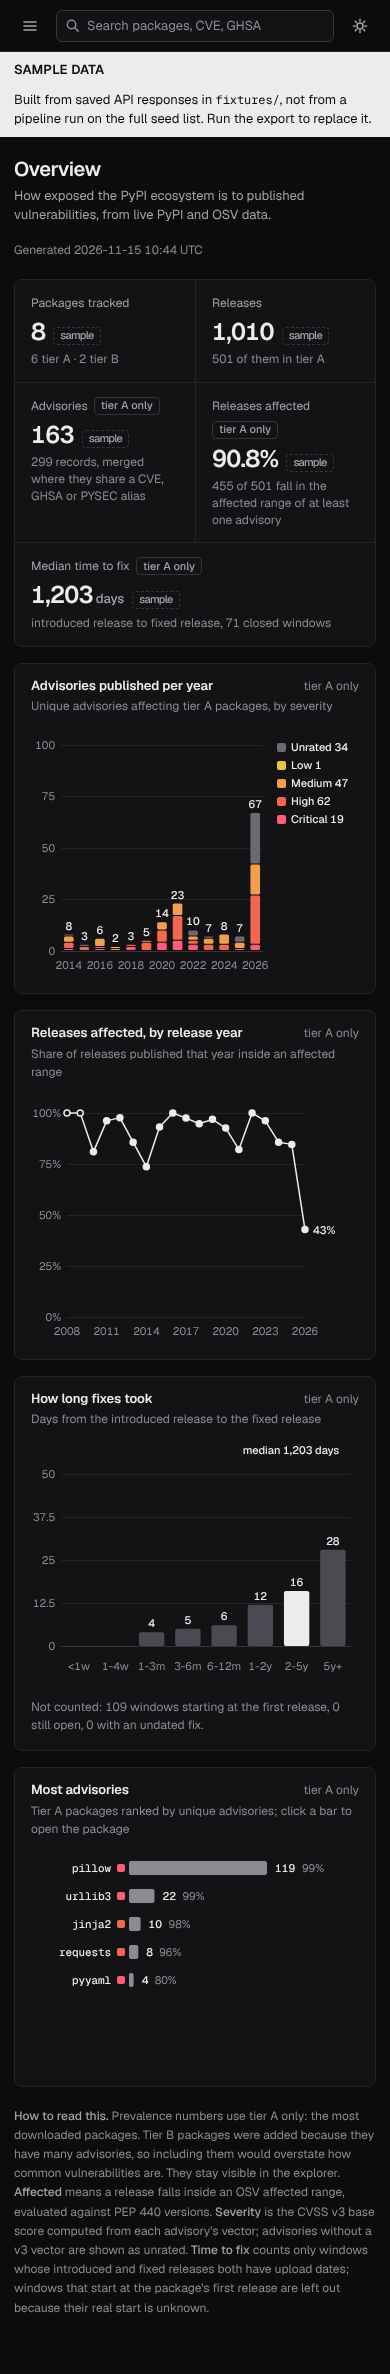 Search packages, CVE, GHSA
SAMPLE DATA
Built from saved API responses in fixtures/, not from a
pipeline run on the full seed list. Run the export to replace it.
Overview
How exposed the PyPI ecosystem is to published
vulnerabilities, from live PyPI and OSV data.
Generated 2026-11-15 10:44 UTC
Packages tracked
8 sample
6 tier A · 2 tier B
Releases
1,010 sample
501 of them in tier A
Advisories tier A only
163 sample
299 records, merged
where they share a CVE,
GHSA or PYSEC alias
Releases affected
tier A only
90.8% sample
455 of 501 fall in the
affected range of at least
one advisory
Median time to fix tier A only
1,203 days sample
introduced release to fixed release, 71 closed windows
Advisories published per year tier A only
Unique advisories affecting tier A packages, by severity
100
75
50
25
0
8 3 6 2 3 5 14 23 10 7 8 7 67
2014 2016 2018 2020 2022 2024 2026
Unrated 34
Low 1
Medium 47
High 62
Critical 19
Releases affected, by release year tier A only
Share of releases published that year inside an affected
range
100%
75%
50%
25%
0%
43%
2008 2011 2014 2017 2020 2023 2026
How long fixes took tier A only
Days from the introduced release to the fixed release
median 1,203 days
50
37.5
25
12.5
0
4 5 6 12 16 28
<1w 1-4w 1-3m 3-6m 6-12m 1-2y 2-5y 5y+
Not counted: 109 windows starting at the first release, 0
still open, 0 with an undated fix.
Most advisories tier A only
Tier A packages ranked by unique advisories; click a bar to
open the package
pillow 119 99%
urllib3 22 99%
jinja2 10 98%
requests 8 96%
pyyaml 4 80%
How to read this. Prevalence numbers use tier A only: the most
downloaded packages. Tier B packages were added because they
have many advisories, so including them would overstate how
common vulnerabilities are. They stay visible in the explorer.
Affected means a release falls inside an OSV affected range,
evaluated against PEP 440 versions. Severity is the CVSS v3 base
score computed from each advisory's vector; advisories without a
v3 vector are shown as unrated. Time to fix counts only windows
whose introduced and fixed releases both have upload dates;
windows that start at the package's first release are left out
because their real start is unknown.